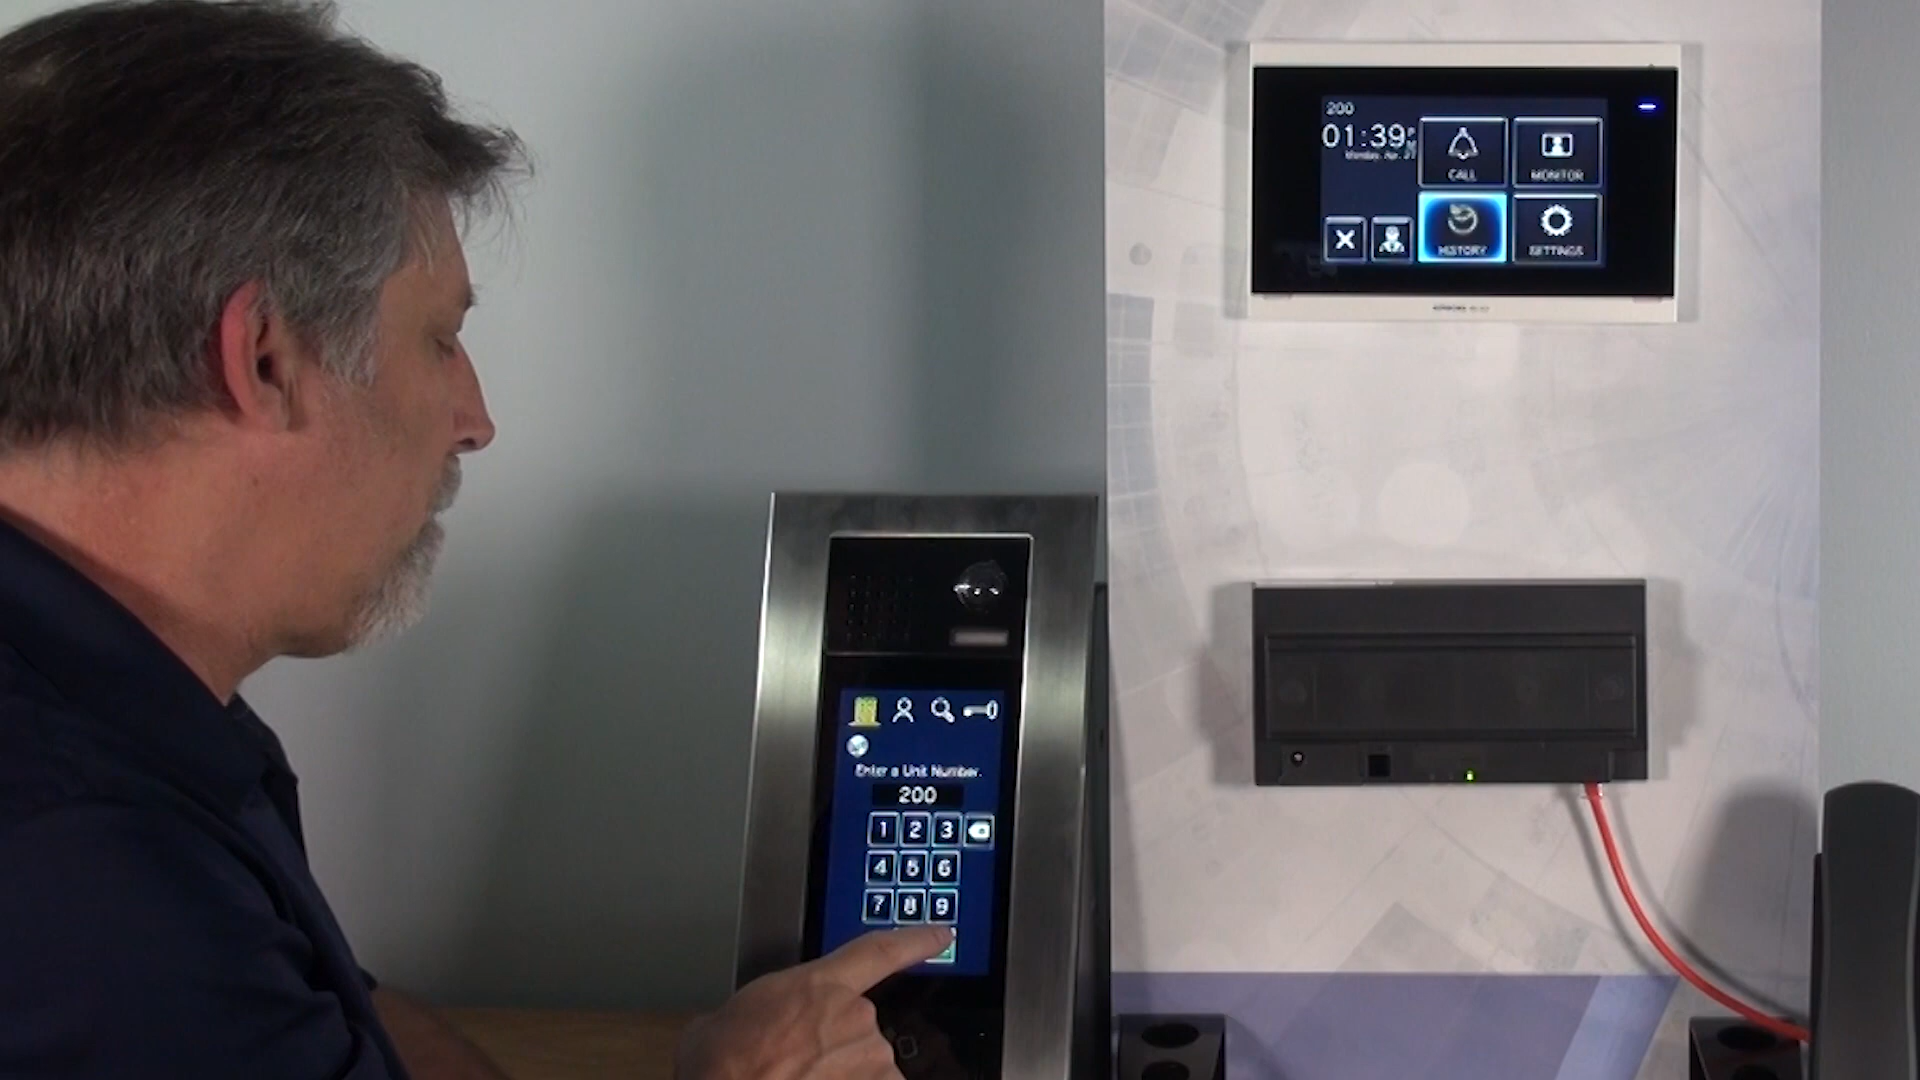 200
01:39 PM
CALL
MONITOR
HISTORY
SETTINGS
Enter a Unit Number.
200
1 2 3
4 5 6
7 8 9